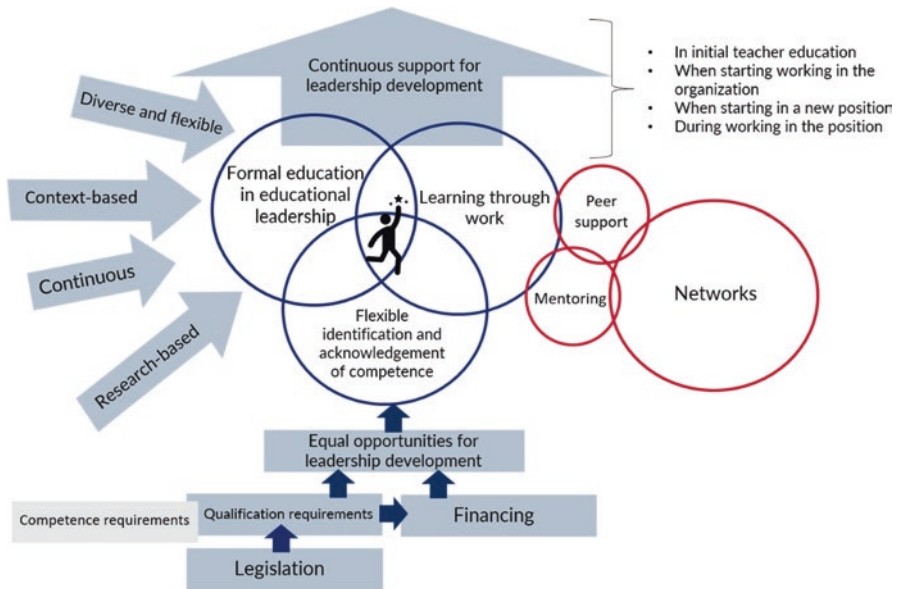 Continuous support for
leadership development
• In initial teacher education
• When starting working in the
organization
• When starting in a new position
• During working in the position
Diverse and flexible
Context-based
Continuous
Research-based
Formal education
in educational
leadership
Learning through
work
Peer
support
Mentoring
Networks
Flexible
identification and
acknowledgement
of competence
Equal opportunities for
leadership development
Competence requirements
Qualification requirements
Financing
Legislation